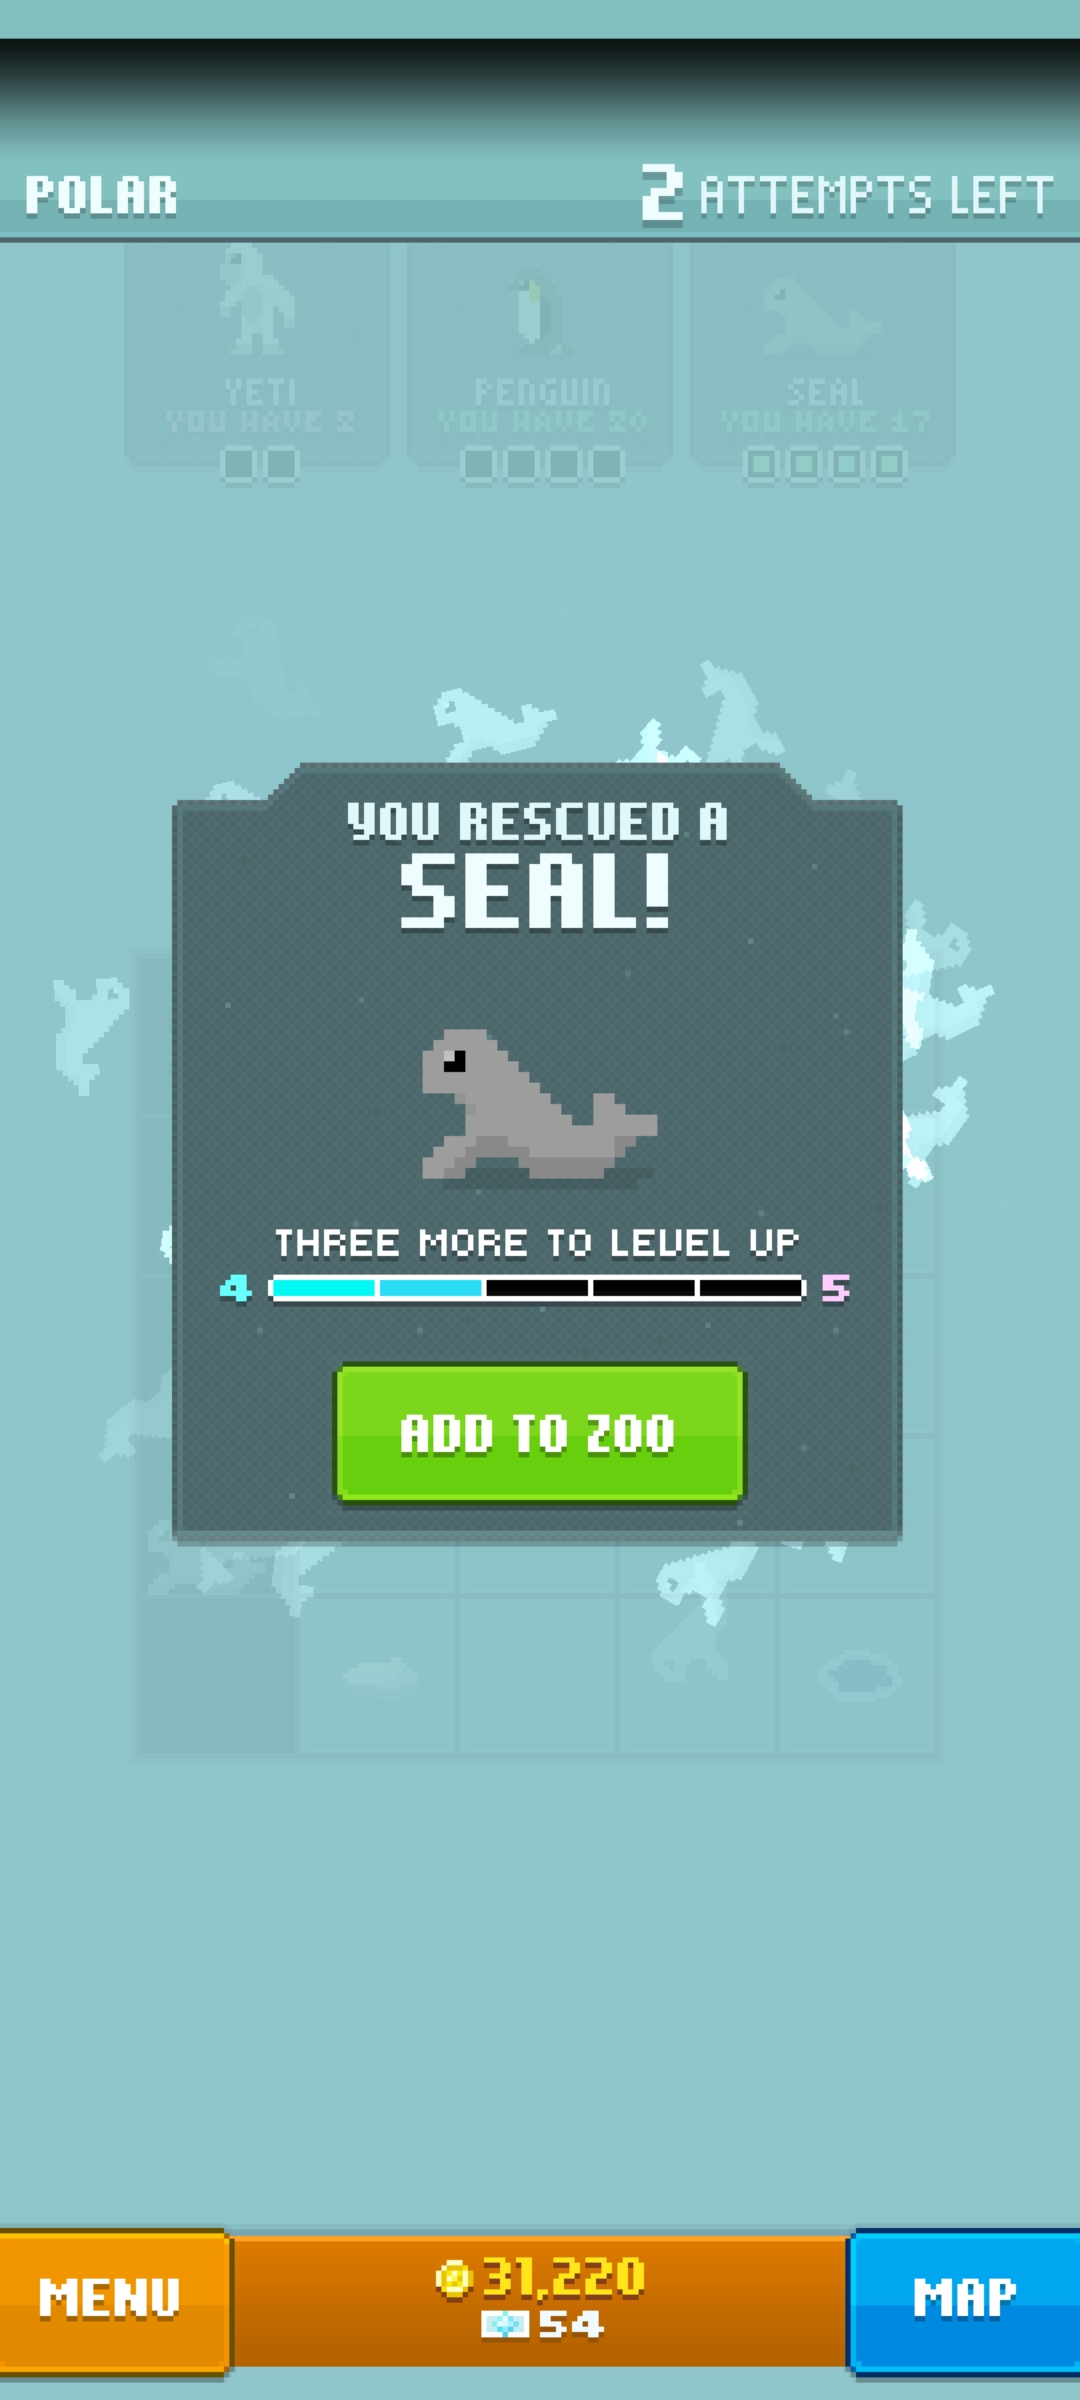 POLAR
2 ATTEMPTS LEFT
YETI
YOU HAVE 2
PENGUIN
YOU HAVE 20
SEAL
YOU HAVE 17
YOU RESCUED A
SEAL!
THREE MORE TO LEVEL UP
4
5
ADD TO ZOO
MENU
31,220
54
MAP